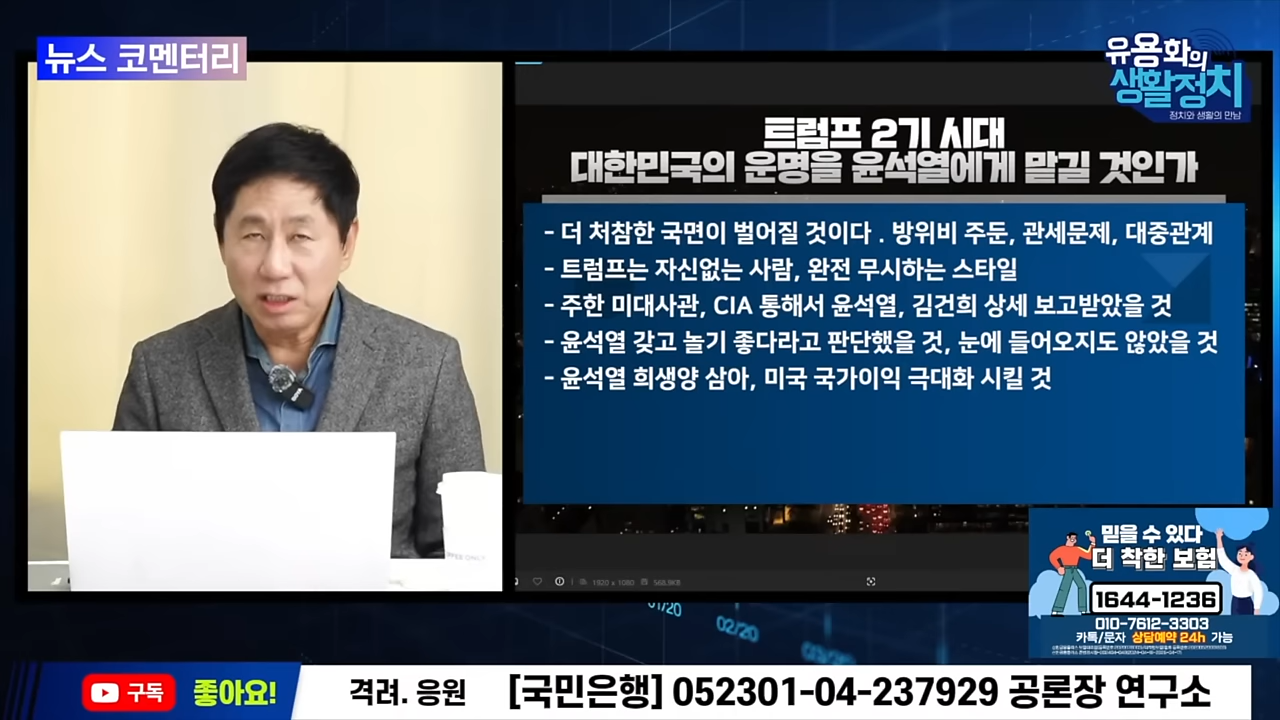 뉴스 코멘터리
유용화의
생활정치
정치와 생활의 만남
트럼프 2기 시대
대한민국의 운명을 윤석열에게 맡길 것인가
- 더 처참한 국면이 벌어질 것이다 . 방위비 주둔, 관세문제, 대중관계
- 트럼프는 자신없는 사람, 완전 무시하는 스타일
- 주한 미대사관, CIA 통해서 윤석열, 김건희 상세 보고받았을 것
- 윤석열 갖고 놀기 좋다라고 판단했을 것, 눈에 들어오지도 않았을 것
- 윤석열 희생양 삼아, 미국 국가이익 극대화 시킬 것
1920 x 1080 568.9KB
믿을 수 있다
더 착한 보험
1644-1236
010-7612-3303
카톡/문자 상담예약 24h 가능
01/20
02/20
구독 좋아요!
격려. 응원 [국민은행] 052301-04-237929 공론장 연구소